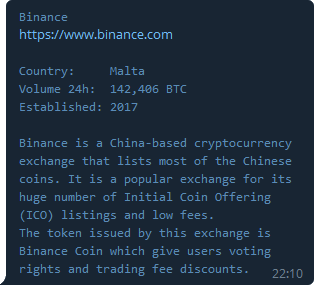 Binance
https://www.binance.com
Country:     Malta
Volume 24h:  142,406 BTC
Established: 2017
Binance is a China-based cryptocurrency
exchange that lists most of the Chinese
coins. It is a popular exchange for its
huge number of Initial Coin Offering
(ICO) listings and low fees.
The token issued by this exchange is
Binance Coin which give users voting
rights and trading fee discounts.
22:10